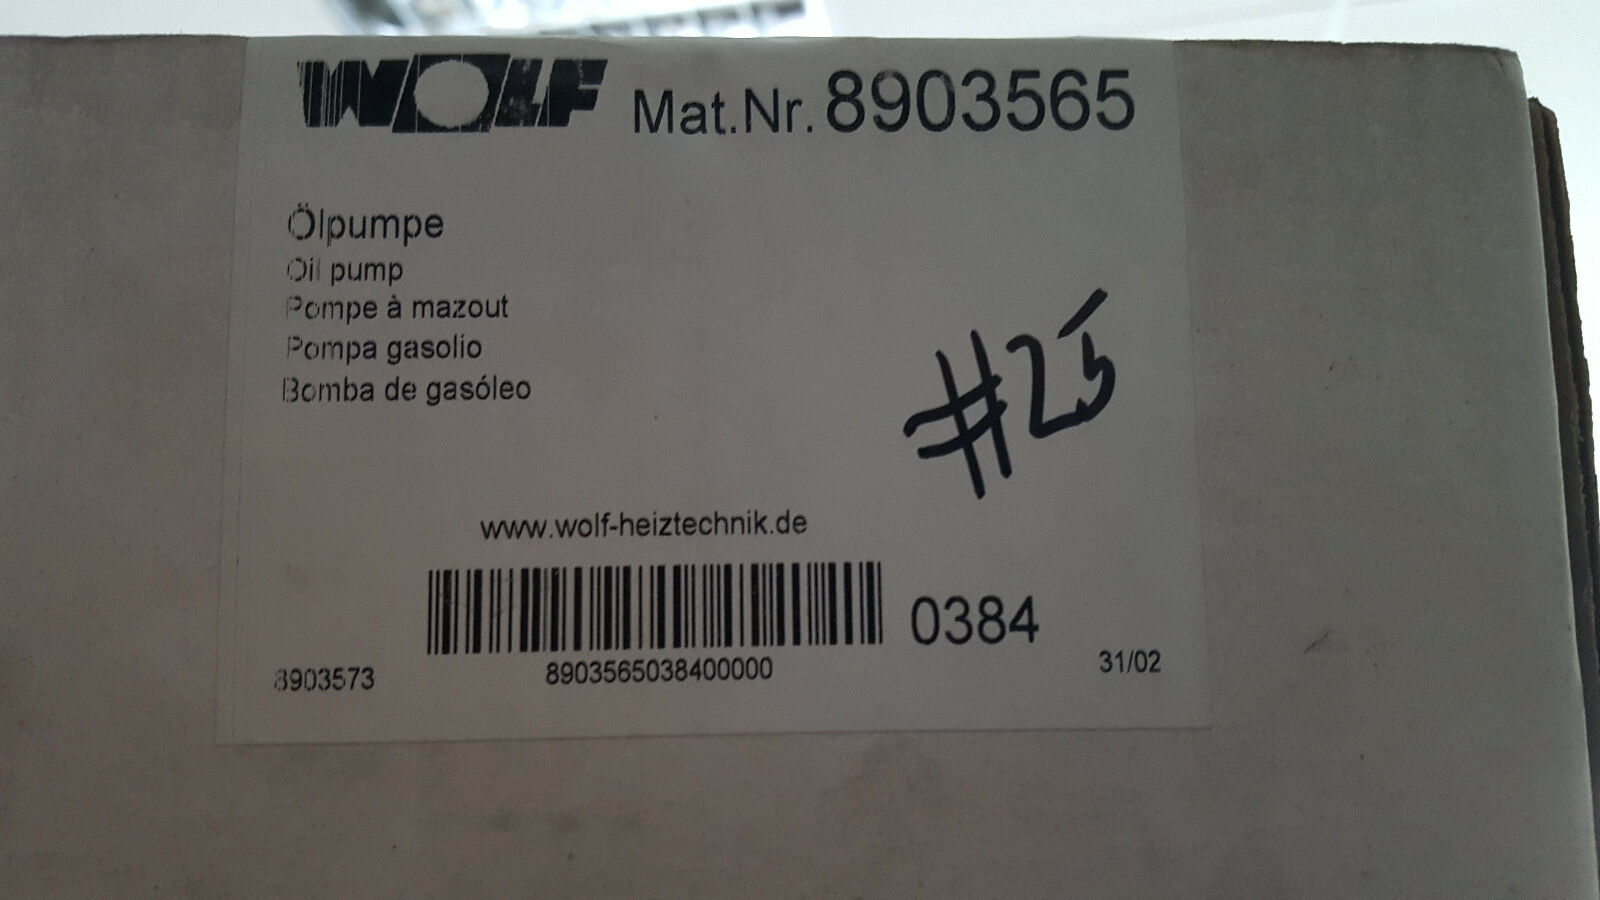 WOLF Mat.Nr. 8903565
Ölpumpe
Oil pump
Pompe à mazout
Pompa gasolio
Bomba de gasóleo
#25
www.wolf-heiztechnik.de
0384
8903573 8903565038400000 31/02